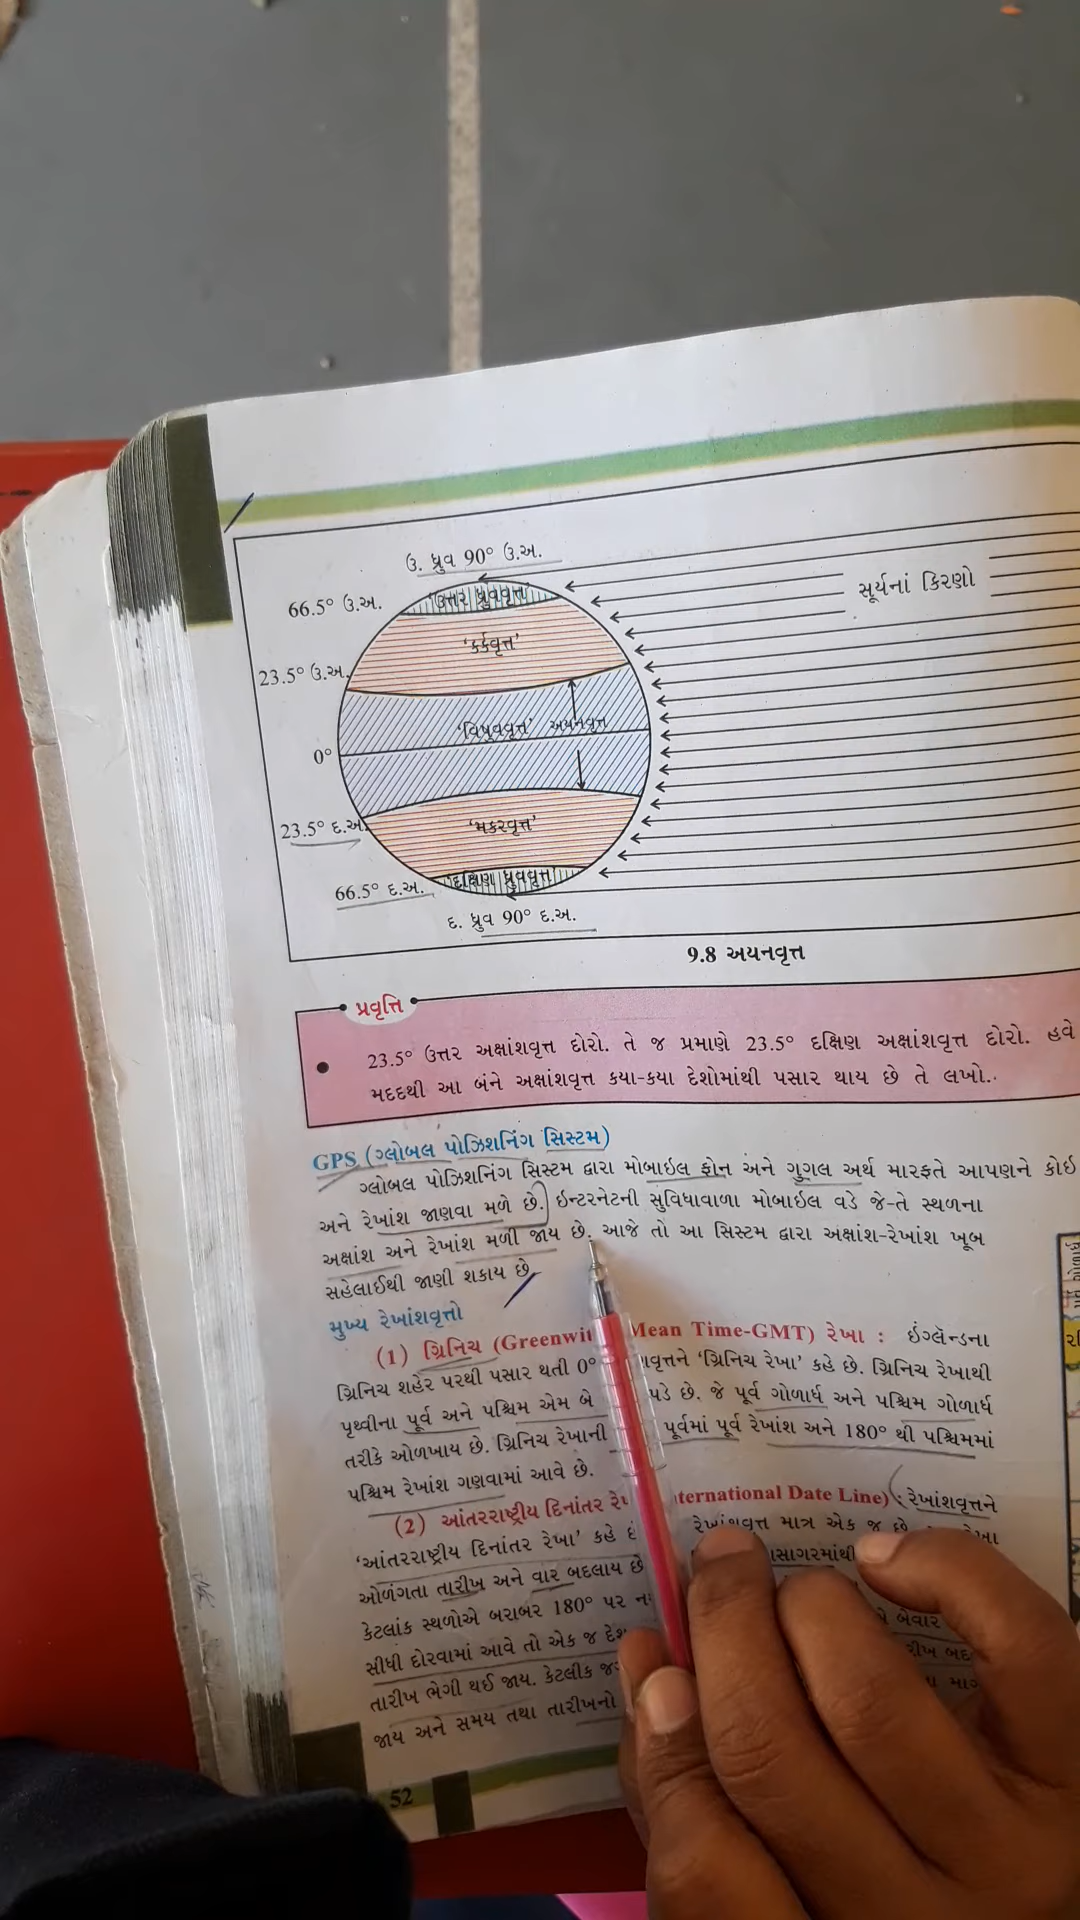 ઉ. ધ્રુવ 90° ઉ.અ.
66.5° ઉ.અ.
'ઉત્તર ધ્રુવવૃત્ત'
સૂર્યનાં કિરણો
'કર્કવૃત્ત'
23.5° ઉ.અ.
'વિષુવવૃત્ત' અયનવૃત્ત
0°
23.5° દ.અ.
'મકરવૃત્ત'
66.5° દ.અ.
'દક્ષિણ ધ્રુવવૃત્ત'
દ. ધ્રુવ 90° દ.અ.
9.8 અયનવૃત્ત
પ્રવૃત્તિ
23.5° ઉત્તર અક્ષાંશવૃત્ત દોરો. તે જ પ્રમાણે 23.5° દક્ષિણ અક્ષાંશવૃત્ત દોરો. હવે
મદદથી આ બંને અક્ષાંશવૃત્ત કયા-કયા દેશોમાંથી પસાર થાય છે તે લખો..
GPS (ગ્લોબલ પોઝિશનિંગ સિસ્ટમ)
ગ્લોબલ પોઝિશનિંગ સિસ્ટમ દ્વારા મોબાઇલ ફોન અને ગુગલ અર્થ મારફતે આપણને કોઇ
અને રેખાંશ જાણવા મળે છે. ઇન્ટરનેટની સુવિધાવાળા મોબાઇલ વડે જે-તે સ્થળના
અક્ષાંશ અને રેખાંશ મળી જાય છે. આજે તો આ સિસ્ટમ દ્વારા અક્ષાંશ-રેખાંશ ખૂબ
સહેલાઈથી જાણી શકાય છે
મુખ્ય રેખાંશવૃત્તો
(1) ગ્રિનિચ (Greenwi Mean Time-GMT) રેખા : ઇંગ્લૅન્ડના
ગ્રિનિચ શહેર પરથી પસાર થતી 0° વૃત્તને 'ગ્રિનિચ રેખા' કહે છે. ગ્રિનિચ રેખાથી
પૃથ્વીના પૂર્વ અને પશ્ચિમ એમ બે પડે છે. જે પૂર્વ ગોળાર્ધ અને પશ્ચિમ ગોળાર્ધ
તરીકે ઓળખાય છે. ગ્રિનિચ રેખાની પૂર્વમાં પૂર્વ રેખાંશ અને 180° થી પશ્ચિમમાં
પશ્ચિમ રેખાંશ ગણવામાં આવે છે.
(2) આંતરરાષ્ટ્રીય દિનાંતર રે ternational Date Line) : રેખાંશવૃત્તને
'આંતરરાષ્ટ્રીય દિનાંતર રેખા' કહે રેખાંશવૃત્ત માત્ર એક જ છે
ઓળંગતા તારીખ અને વાર બદલાય છે સાગરમાંથી
કેટલાંક સ્થળોએ બરાબર 180° પર બેવાર
સીધી દોરવામાં આવે તો એક જ દેશ રીખ બદ
તારીખ ભેગી થઈ જાય. કેટલીક
જાય અને સમય તથા તારીખનો
52